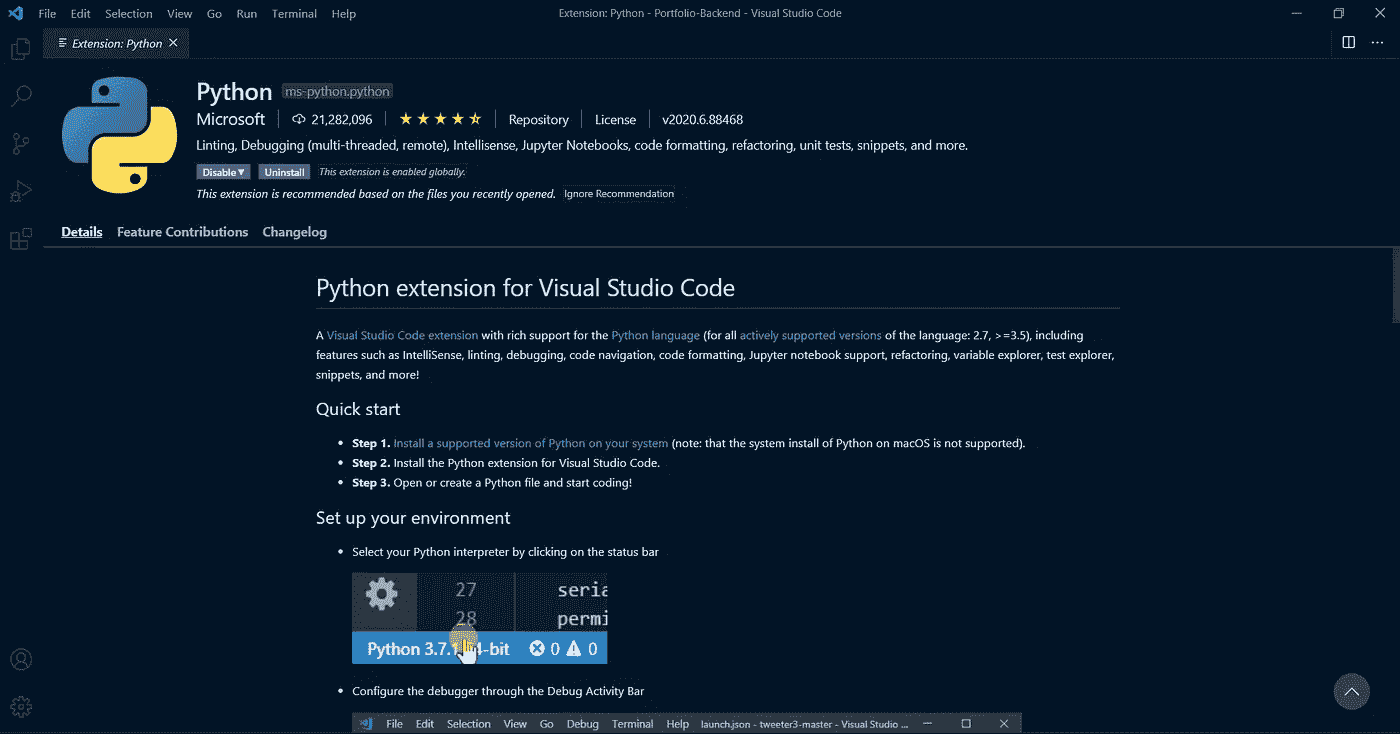 File Edit Selection View Go Run Terminal Help
Extension: Python - Portfolio-Backend - Visual Studio Code
Extension: Python
Python ms-python.python
Microsoft 21,282,096 Repository License v2020.6.88468
Linting, Debugging (multi-threaded, remote), Intellisense, Jupyter Notebooks, code formatting, refactoring, unit tests, snippets, and more.
Disable Uninstall This extension is enabled globally.
This extension is recommended based on the files you recently opened. Ignore Recommendation
Details Feature Contributions Changelog
Python extension for Visual Studio Code
A Visual Studio Code extension with rich support for the Python language (for all actively supported versions of the language: 2.7, >=3.5), including
features such as IntelliSense, linting, debugging, code navigation, code formatting, Jupyter notebook support, refactoring, variable explorer, test explorer,
snippets, and more!
Quick start
• Step 1. Install a supported version of Python on your system (note: that the system install of Python on macOS is not supported).
• Step 2. Install the Python extension for Visual Studio Code.
• Step 3. Open or create a Python file and start coding!
Set up your environment
• Select your Python interpreter by clicking on the status bar
27 seria
28 permi
Python 3.7. -bit 0 0
• Configure the debugger through the Debug Activity Bar
File Edit Selection View Go Debug Terminal Help launch.json - tweeter3-master - Visual Studio ...